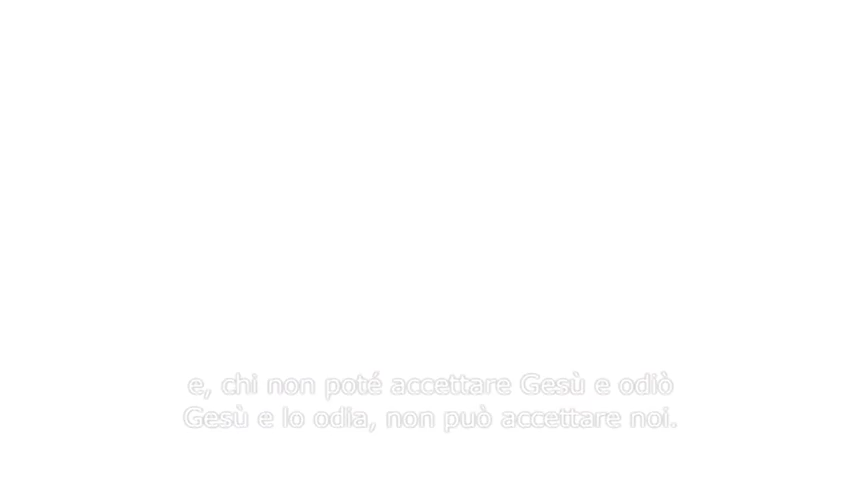 e, chi non poté accettare Gesù e odiò
Gesù e lo odia, non può accettare noi.